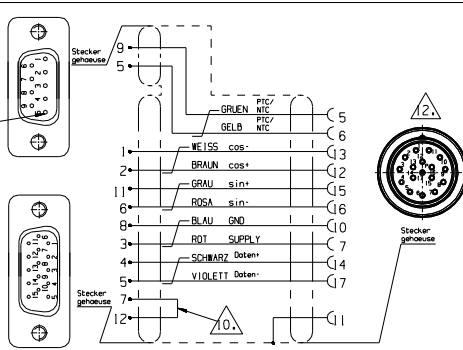 Stecker
gehaeuse
9
5
GRUEN PTC/ NTC 5
GELB PTC/ NTC 6
1 WEISS cos- 13
2 BRAUN cos+ 12
11 GRAU sin+ 15
6 ROSA sin- 16
8 BLAU GND 10
3 ROT SUPPLY 7
4 SCHWARZ Daten+ 14
5 VIOLETT Daten- 17
7
12
10.
11
12.
Stecker
gehaeuse
Stecker
gehaeuse